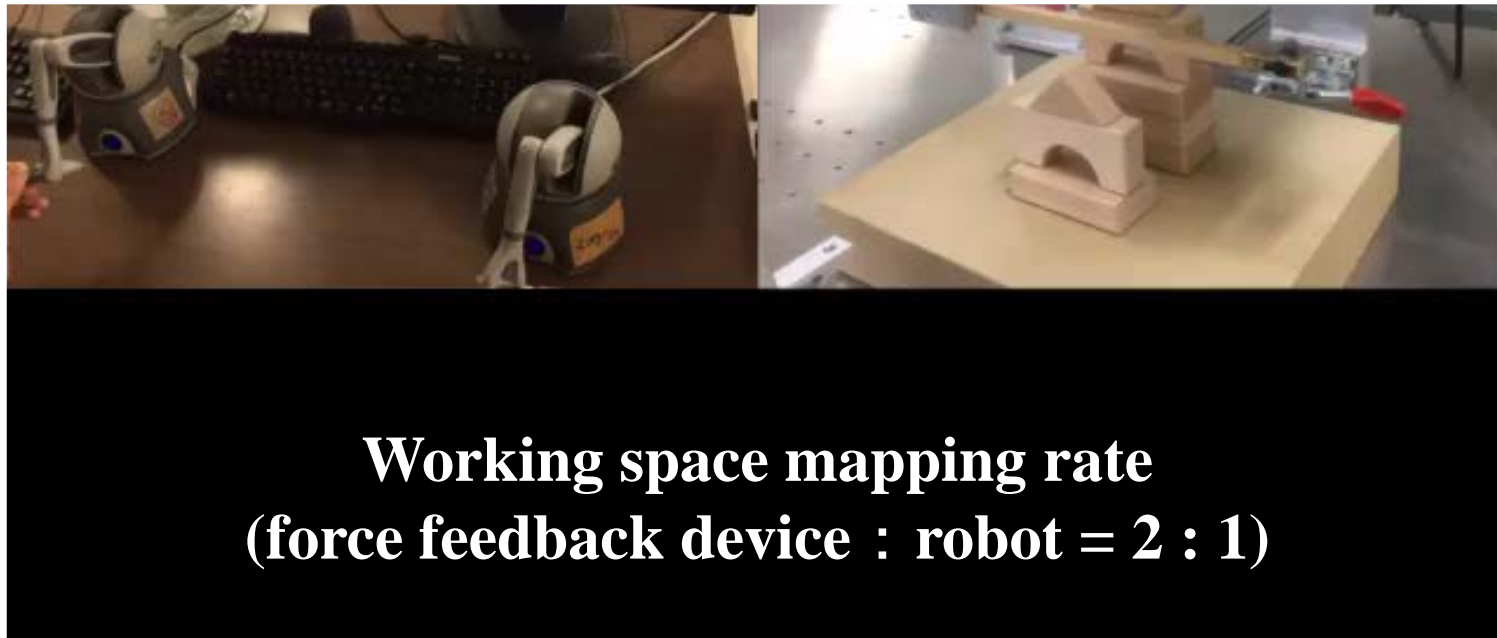 Working space mapping rate
(force feedback device : robot = 2 : 1)